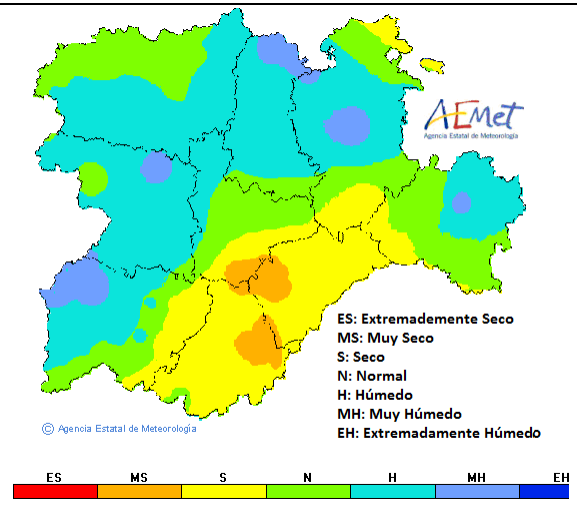 AEMet
Agencia Estatal de Meteorología
ES: Extremademente Seco
MS: Muy Seco
S: Seco
N: Normal
H: Húmedo
MH: Muy Húmedo
EH: Extremadamente Húmedo
© Agencia Estatal de Meteorología
ES MS S N H MH EH